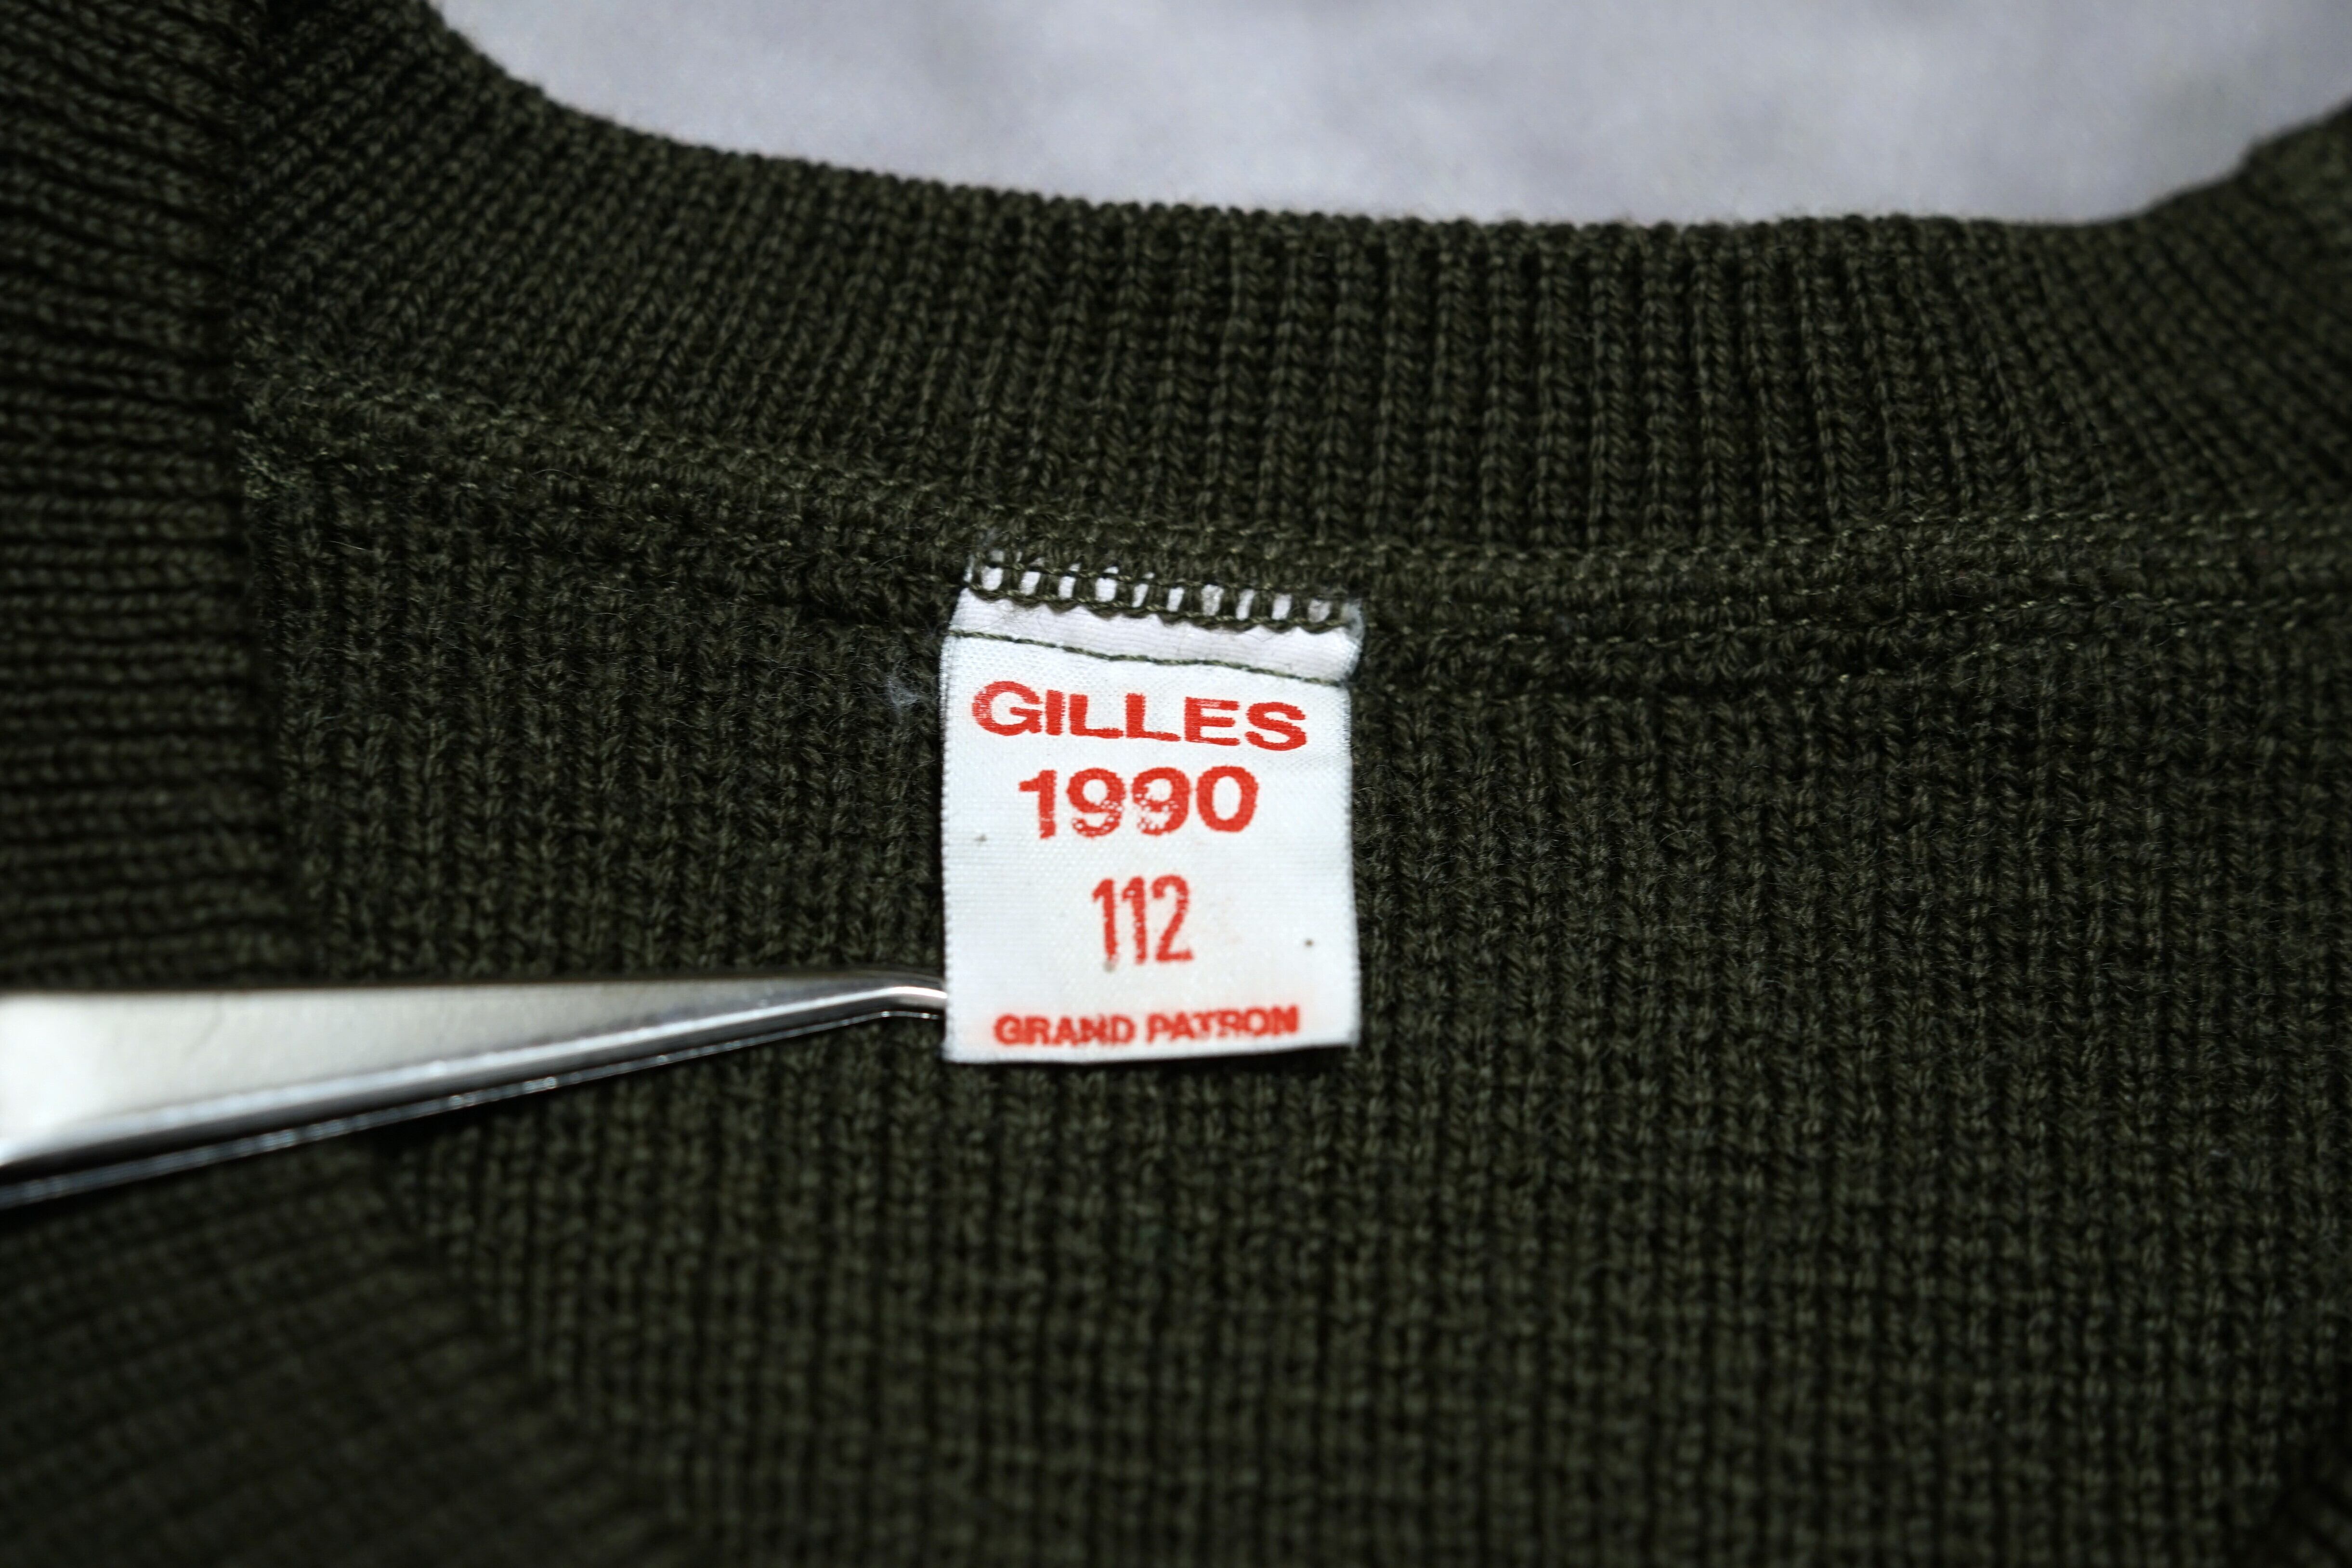 GILLES
1990
112
GRAND PATRON